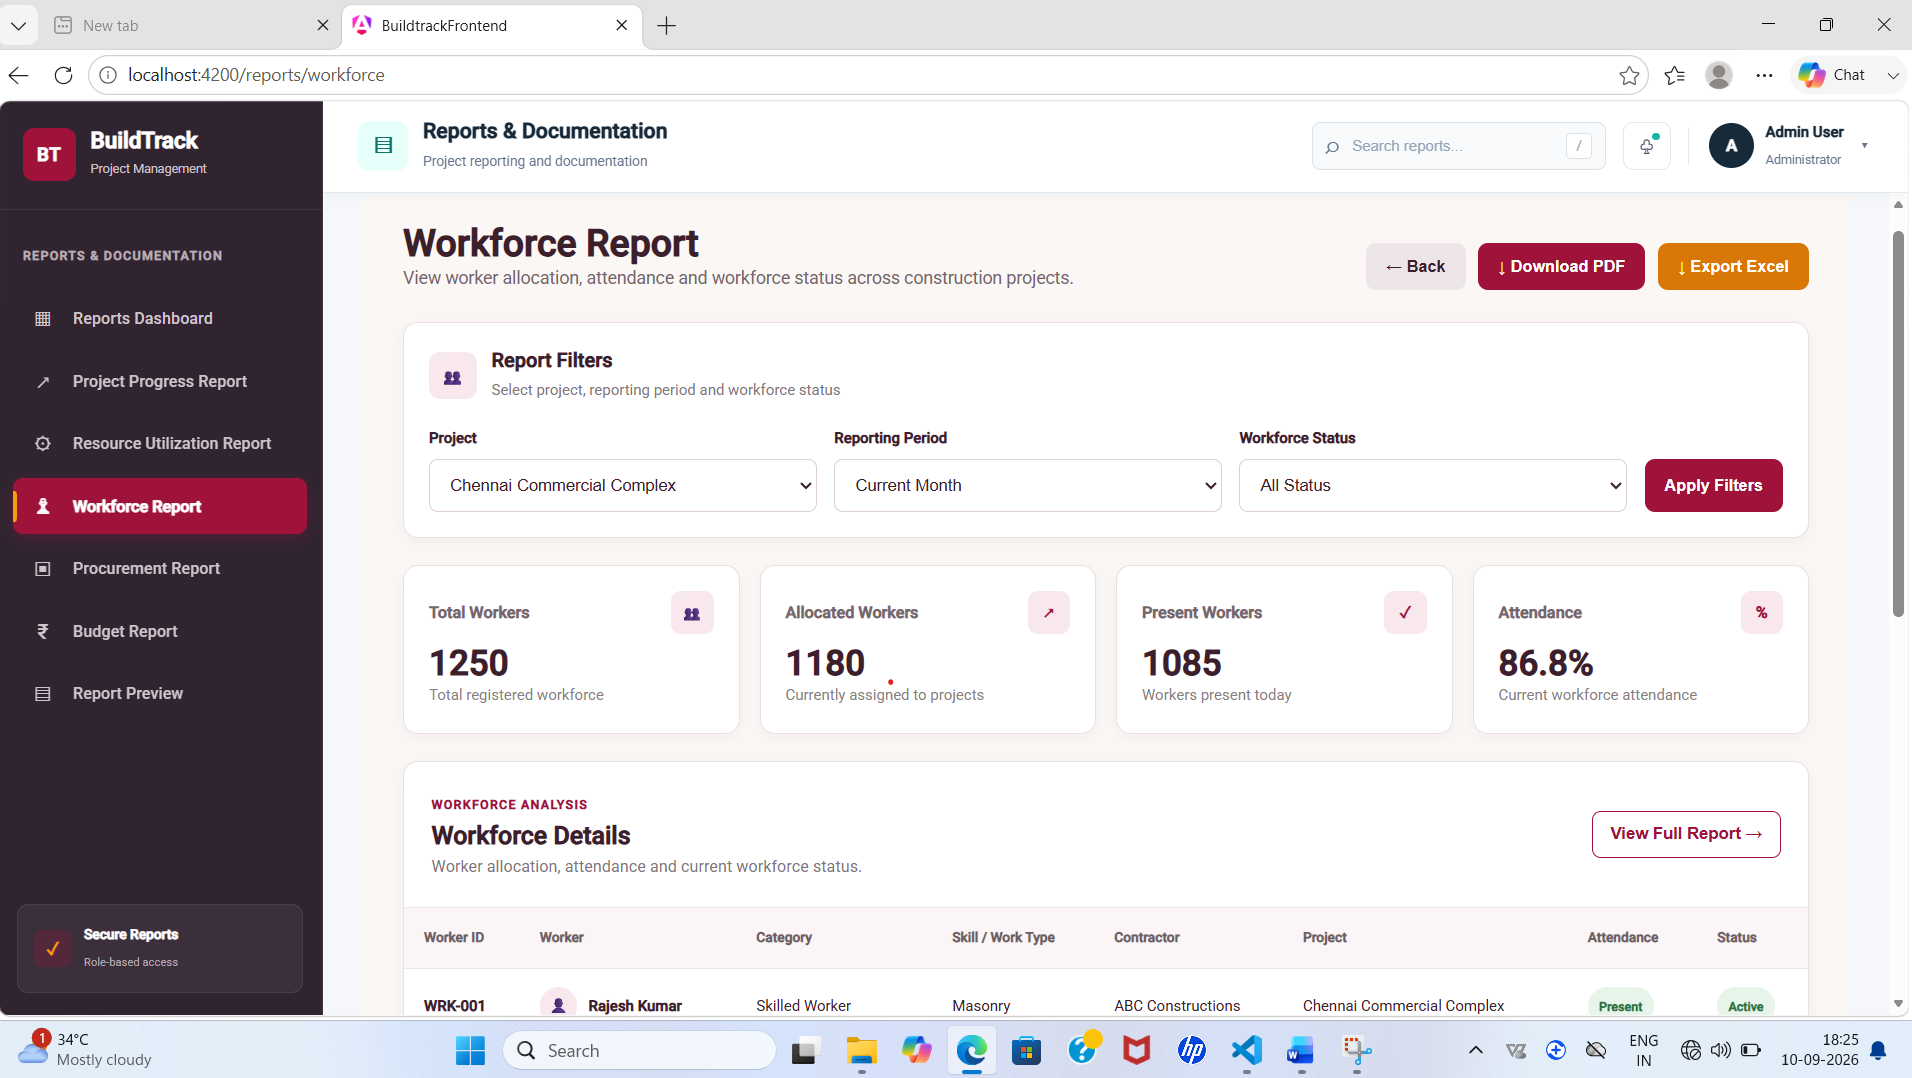 New tab
BuildtrackFrontend
localhost:4200/reports/workforce
Chat
BT
BuildTrack
Project Management
REPORTS & DOCUMENTATION
Reports Dashboard
Project Progress Report
Resource Utilization Report
Workforce Report
Procurement Report
₹ Budget Report
Report Preview
✓ Secure Reports
Role-based access
Reports & Documentation
Project reporting and documentation
Search reports... /
A
Admin User
Administrator
Workforce Report
View worker allocation, attendance and workforce status across construction projects.
← Back
↓ Download PDF
↓ Export Excel
Report Filters
Select project, reporting period and workforce status
Project
Chennai Commercial Complex
Reporting Period
Current Month
Workforce Status
All Status
Apply Filters
Total Workers
1250
Total registered workforce
Allocated Workers
↗
1180
Currently assigned to projects
Present Workers
✓
1085
Workers present today
Attendance
%
86.8%
Current workforce attendance
WORKFORCE ANALYSIS
Workforce Details
Worker allocation, attendance and current workforce status.
View Full Report →
Worker ID Worker Category Skill / Work Type Contractor Project Attendance Status
WRK-001 Rajesh Kumar Skilled Worker Masonry ABC Constructions Chennai Commercial Complex Present Active
1
34°C
Mostly cloudy
Search
ENG
IN
18:25
10-09-2026